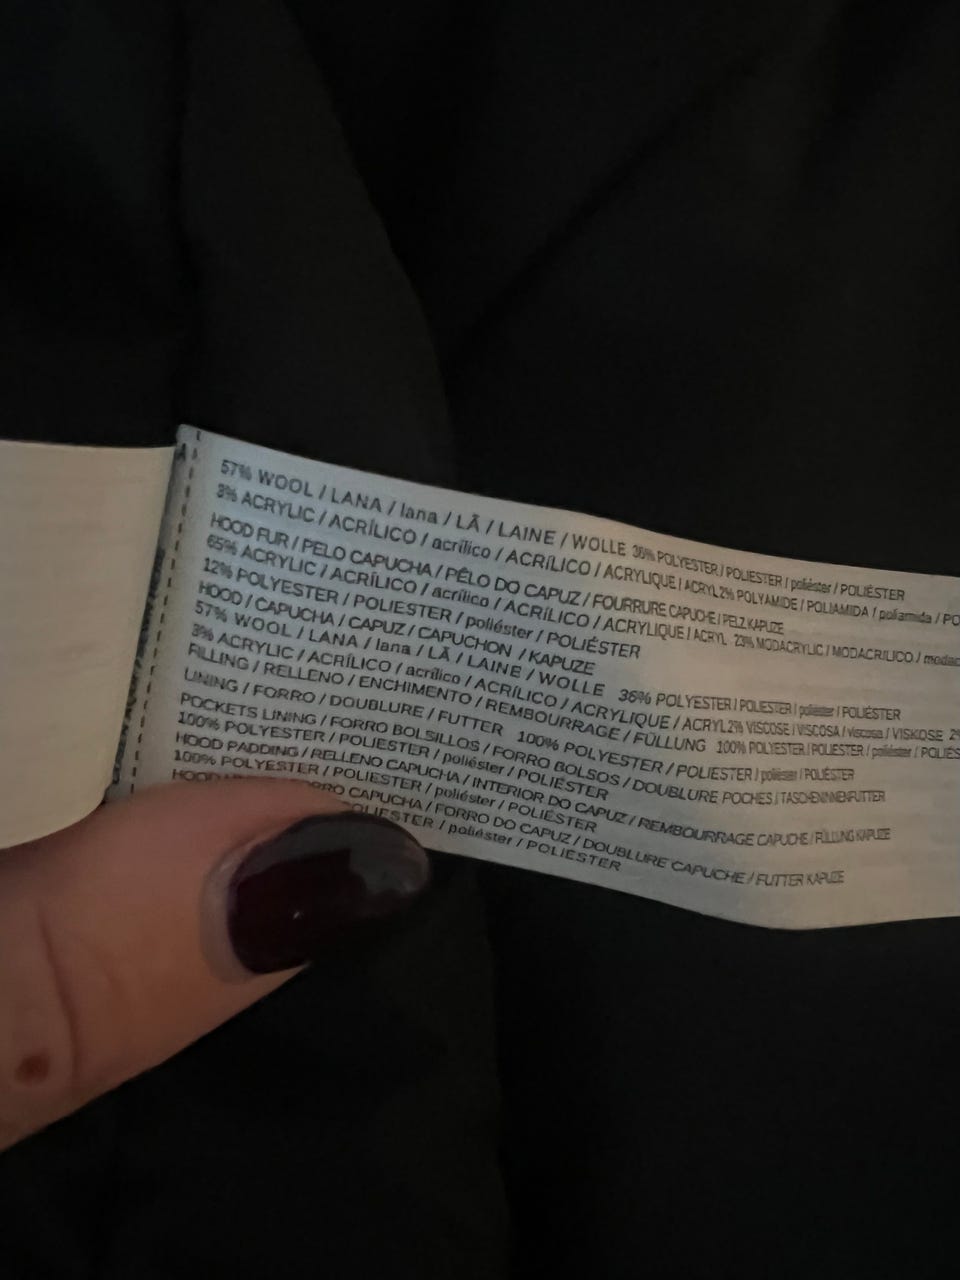 57% WOOL / LANA / lana / LÃ / LAINE / WOLLE 36% POLYESTER / POLIESTER / poliéster / POLIÉSTER
3% ACRYLIC / ACRÍLICO / acrílico / ACRÍLICO / ACRYLIQUE / ACRYL 2% POLYAMIDE / POLIAMIDA / poliamida /
HOOD FUR / PELO CAPUCHA / PÊLO DO CAPUZ / FOURRURE CAPUCHE / PELZ KAPUZE
65% ACRYLIC / ACRÍLICO / acrílico / ACRÍLICO / ACRYLIQUE / ACRYL 23% MODACRYLIC / MODACRILICO /
12% POLYESTER / POLIESTER / poliéster / POLIÉSTER
HOOD / CAPUCHA / CAPUZ / CAPUCHON / KAPUZE
57% WOOL / LANA / lana / LÃ / LAINE / WOLLE 36% POLYESTER / POLIESTER / poliéster / POLIÉSTER
3% ACRYLIC / ACRÍLICO / acrílico / ACRÍLICO / ACRYLIQUE / ACRYL 2% VISCOSE / VISCOSA / viscosa / VISKOSE
FILLING / RELLENO / ENCHIMENTO / REMBOURRAGE / FÜLLUNG 100% POLYESTER / POLIESTER / poliéster /
LINING / FORRO / DOUBLURE / FUTTER 100% POLYESTER / POLIESTER / poliéster / POLIÉSTER
POCKETS LINING / FORRO BOLSILLOS / FORRO BOLSOS / DOUBLURE POCHES / TASCHENINNENFUTTER
100% POLYESTER / POLIESTER / poliéster / POLIÉSTER
HOOD PADDING / RELLENO CAPUCHA / INTERIOR DO CAPUZ / REMBOURRAGE CAPUCHE / FÜLLUNG KAPUZE
100% POLYESTER / POLIESTER / poliéster / POLIÉSTER
HOOD CAPUCHA / FORRO DO CAPUZ / DOUBLURE CAPUCHE / FUTTER KAPUZE
/ poliéster / POLIÉSTER